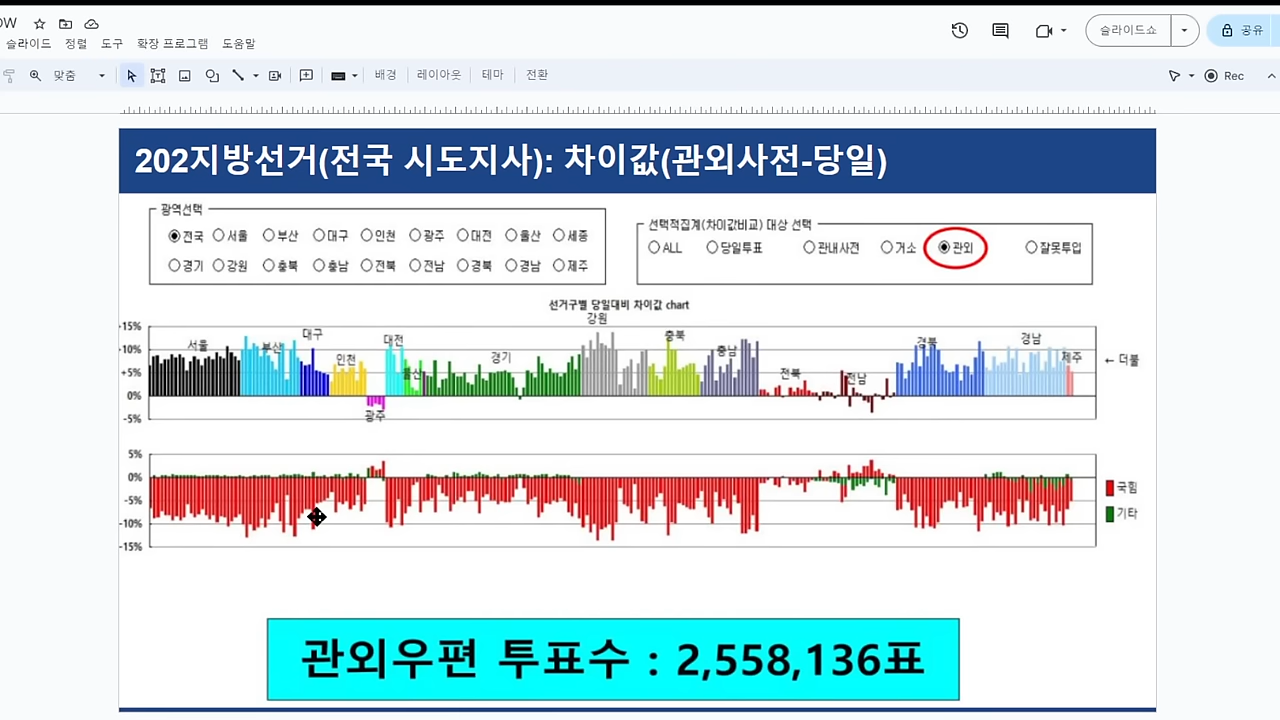 OW
슬라이드 정렬 도구 확장 프로그램 도움말
슬라이드쇼
공유
맞춤
배경 레이아웃 테마 전환
Rec
202지방선거(전국 시도지사): 차이값(관외사전-당일)
광역선택
전국 서울 부산 대구 인천 광주 대전 울산 세종
경기 강원 충북 충남 전북 전남 경북 경남 제주
선택적집계(차이값비교) 대상 선택
ALL 당일투표 관내사전 거소 관외 잘못투입
선거구별 당일대비 차이값 chart
+15%
+10%
+5%
0%
-5%
서울 부산 대구 인천 광주 대전 울산 경기 강원 충북 충남 전북 전남 경북 경남 제주
← 더불
5%
0%
-5%
-10%
-15%
국힘
기타
관외우편 투표수 : 2,558,136표